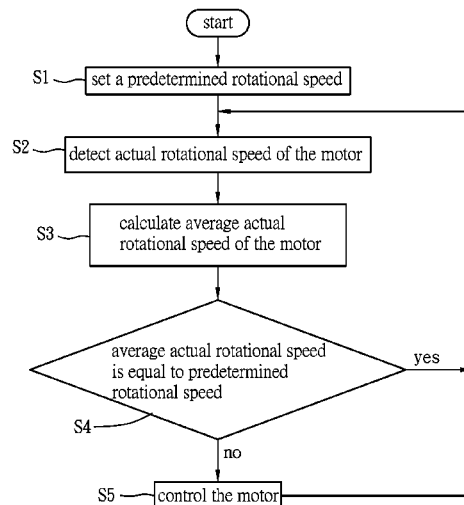 start
S1
set a predetermined rotational speed
S2
detect actual rotational speed of the motor
S3
calculate average actual
rotational speed of the motor
average actual rotational speed
is equal to predetermined
rotational speed
yes
S4
no
S5
control the motor